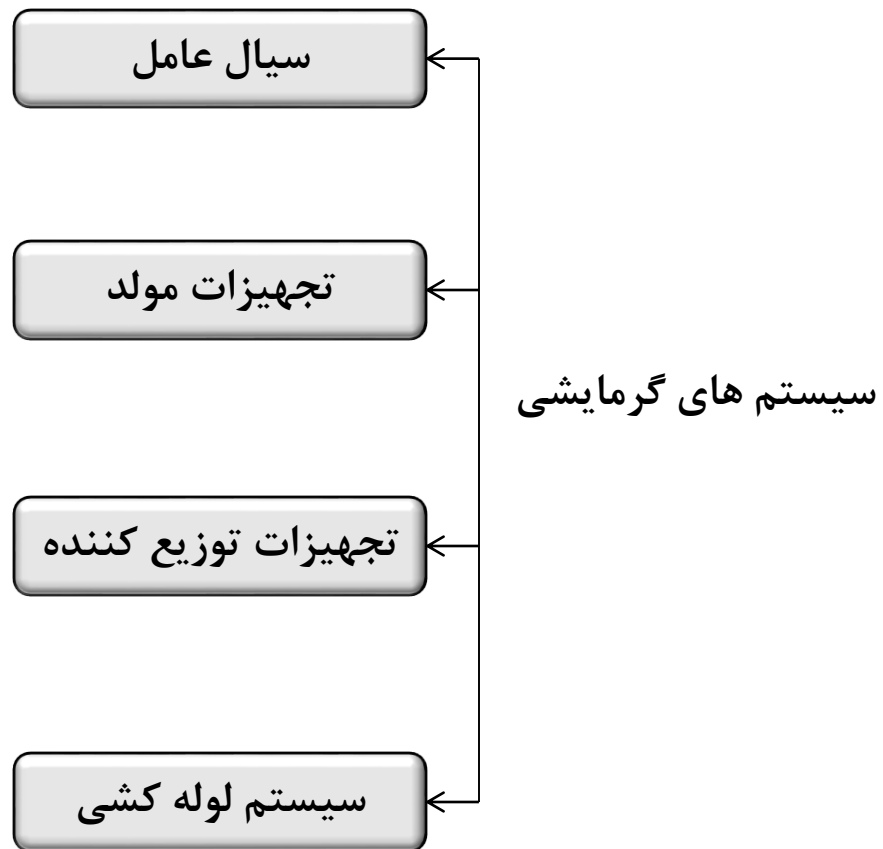 سیال عامل
تجهیزات مولد
سیستم های گرمایشی
تجهیزات توزیع کننده
سیستم لوله کشی